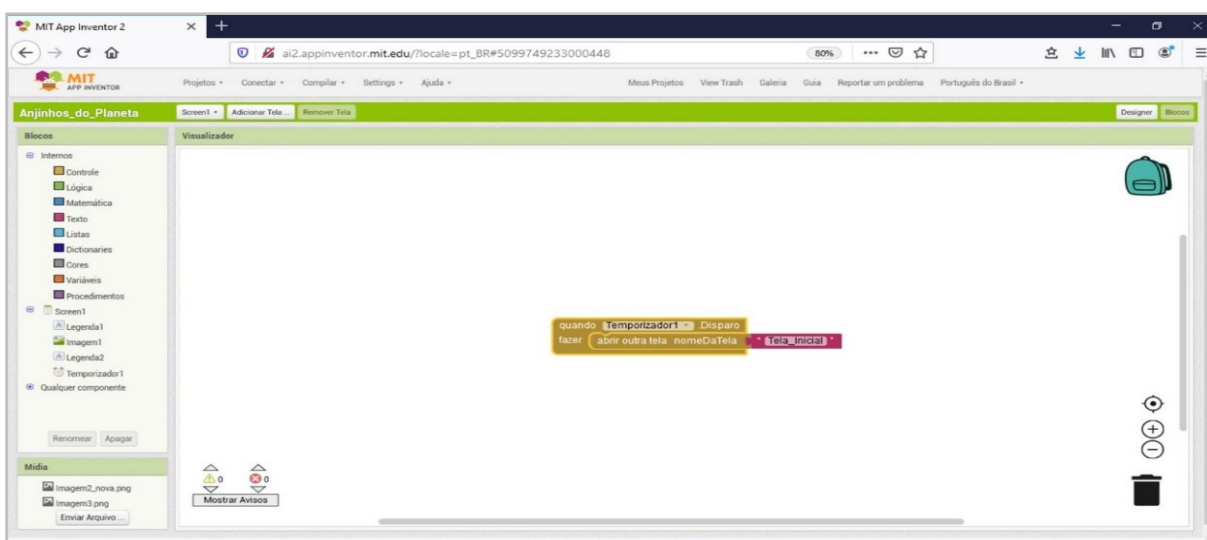 MIT App Inventor 2
ai2.appinventor.mit.edu/?locale=pt_BR#5099749233000448
80%
MIT
APP INVENTOR
Projetos
Conectar
Compilar
Settings
Ajuda
Meus Projetos
View Trash
Galeria
Guia
Reportar um problema
Português do Brasil
Anjinhos_do_Planeta
Screen1
Adicionar Tela ...
Remover Tela
Designer
Blocos
Blocos
Visualizador
Internos
Controle
Lógica
Matemática
Texto
Listas
Dictionaries
Cores
Variáveis
Procedimentos
Screen1
Legenda1
Imagem1
Legenda2
Temporizador1
Qualquer componente
Renomear
Apagar
quando Temporizador1 .Disparo
fazer abrir outra tela nomeDaTela " Tela_Inicial "
Mídia
Imagem2_nova.png
Imagem3.png
Enviar Arquivo ...
0
0
Mostrar Avisos